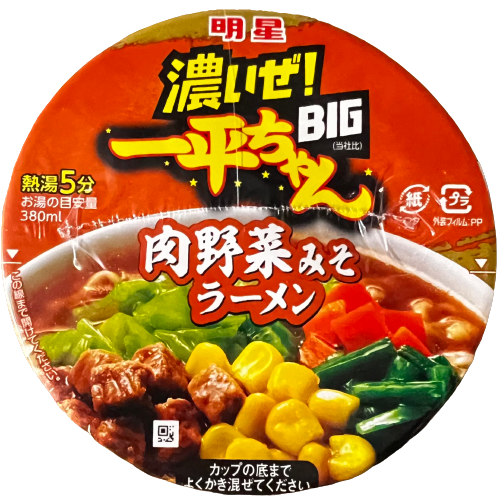 明星
濃いぜ!
一平ちゃん
BIG
(当社比)
熱湯5分
お湯の目安量
380ml
紙
プラ
外装フィルム:PP
肉野菜みそ
ラーメン
この線まで開けてください
カップの底まで
よくかき混ぜてください